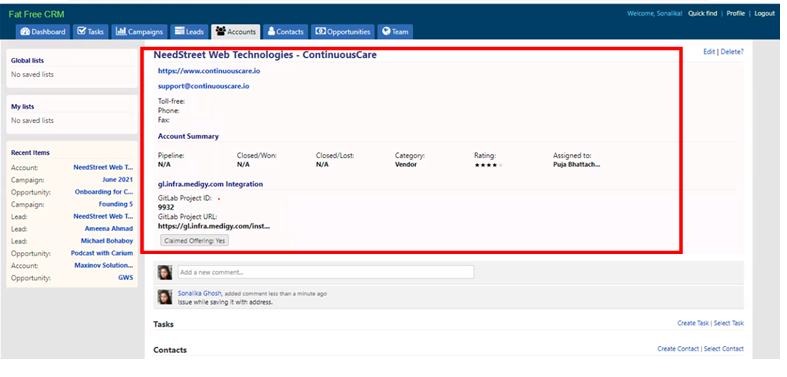 Fat Free CRM
Welcome, Sonalika! Quick find | Profile | Logout
Dashboard Tasks Campaigns Leads Accounts Contacts Opportunities Team
Global lists
No saved lists
My lists
No saved lists
Recent Items
Account: NeedStreet Web T...
Campaign: June 2021
Opportunity: Onboarding for C...
Campaign: Founding 5
Lead: NeedStreet Web T...
Lead: Ameena Ahmad
Lead: Michael Bohaboy
Opportunity: Podcast with Carium
Account: Maxinov Solution...
Opportunity: GWS
NeedStreet Web Technologies - ContinuousCare
Edit | Delete?
https://www.continuouscare.io
support@continuouscare.io
Toll-free:
Phone:
Fax:
Account Summary
Pipeline: Closed/Won: Closed/Lost: Category: Rating: Assigned to:
N/A N/A N/A Vendor ★★★★★ Puja Bhattach...
gl.infra.medigy.com Integration
GitLab Project ID:
9932
GitLab Project URL:
https://gl.infra.medigy.com/inst...
Claimed Offering: Yes
Add a new comment...
Sonalika Ghosh, added comment less than a minute ago
Issue while saving it with address.
Tasks
Create Task | Select Task
Contacts
Create Contact | Select Contact